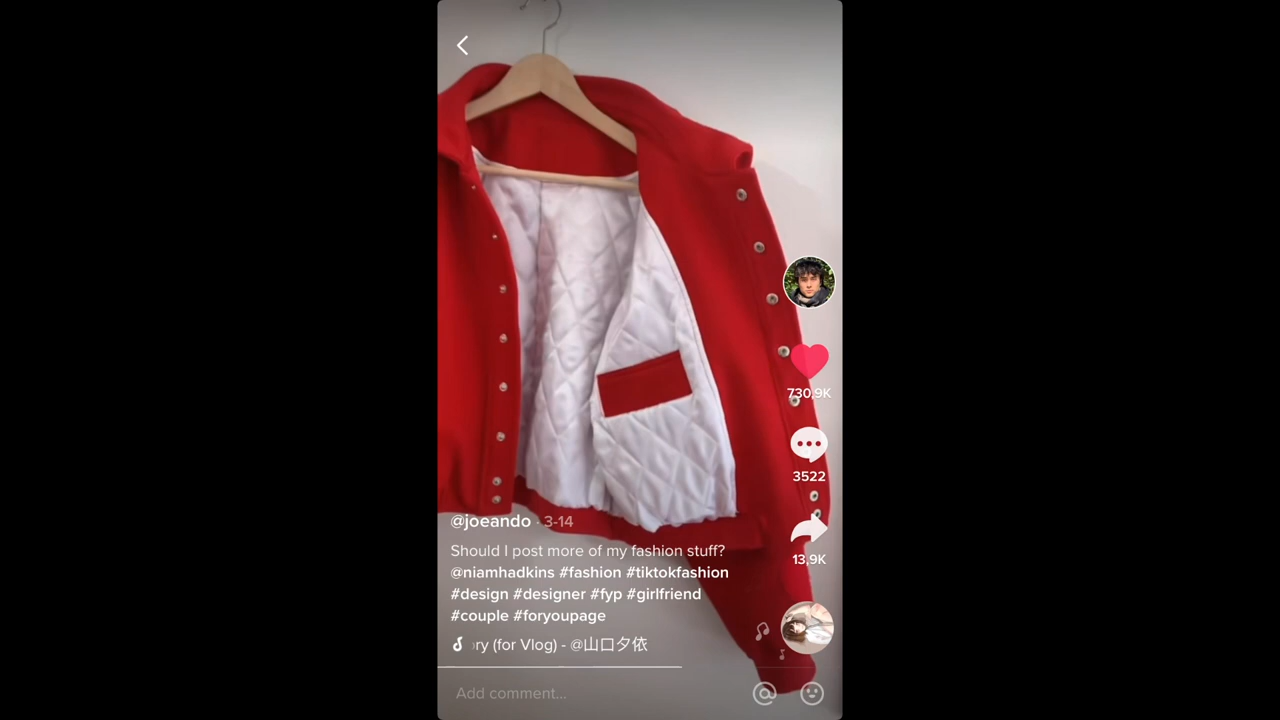 730,9K
3522
13,9K
@joeando · 3-14
Should I post more of my fashion stuff?
@niamhadkins #fashion #tiktokfashion
#design #designer #fyp #girlfriend
#couple #foryoupage
ry (for Vlog) - @山口夕依
Add comment...